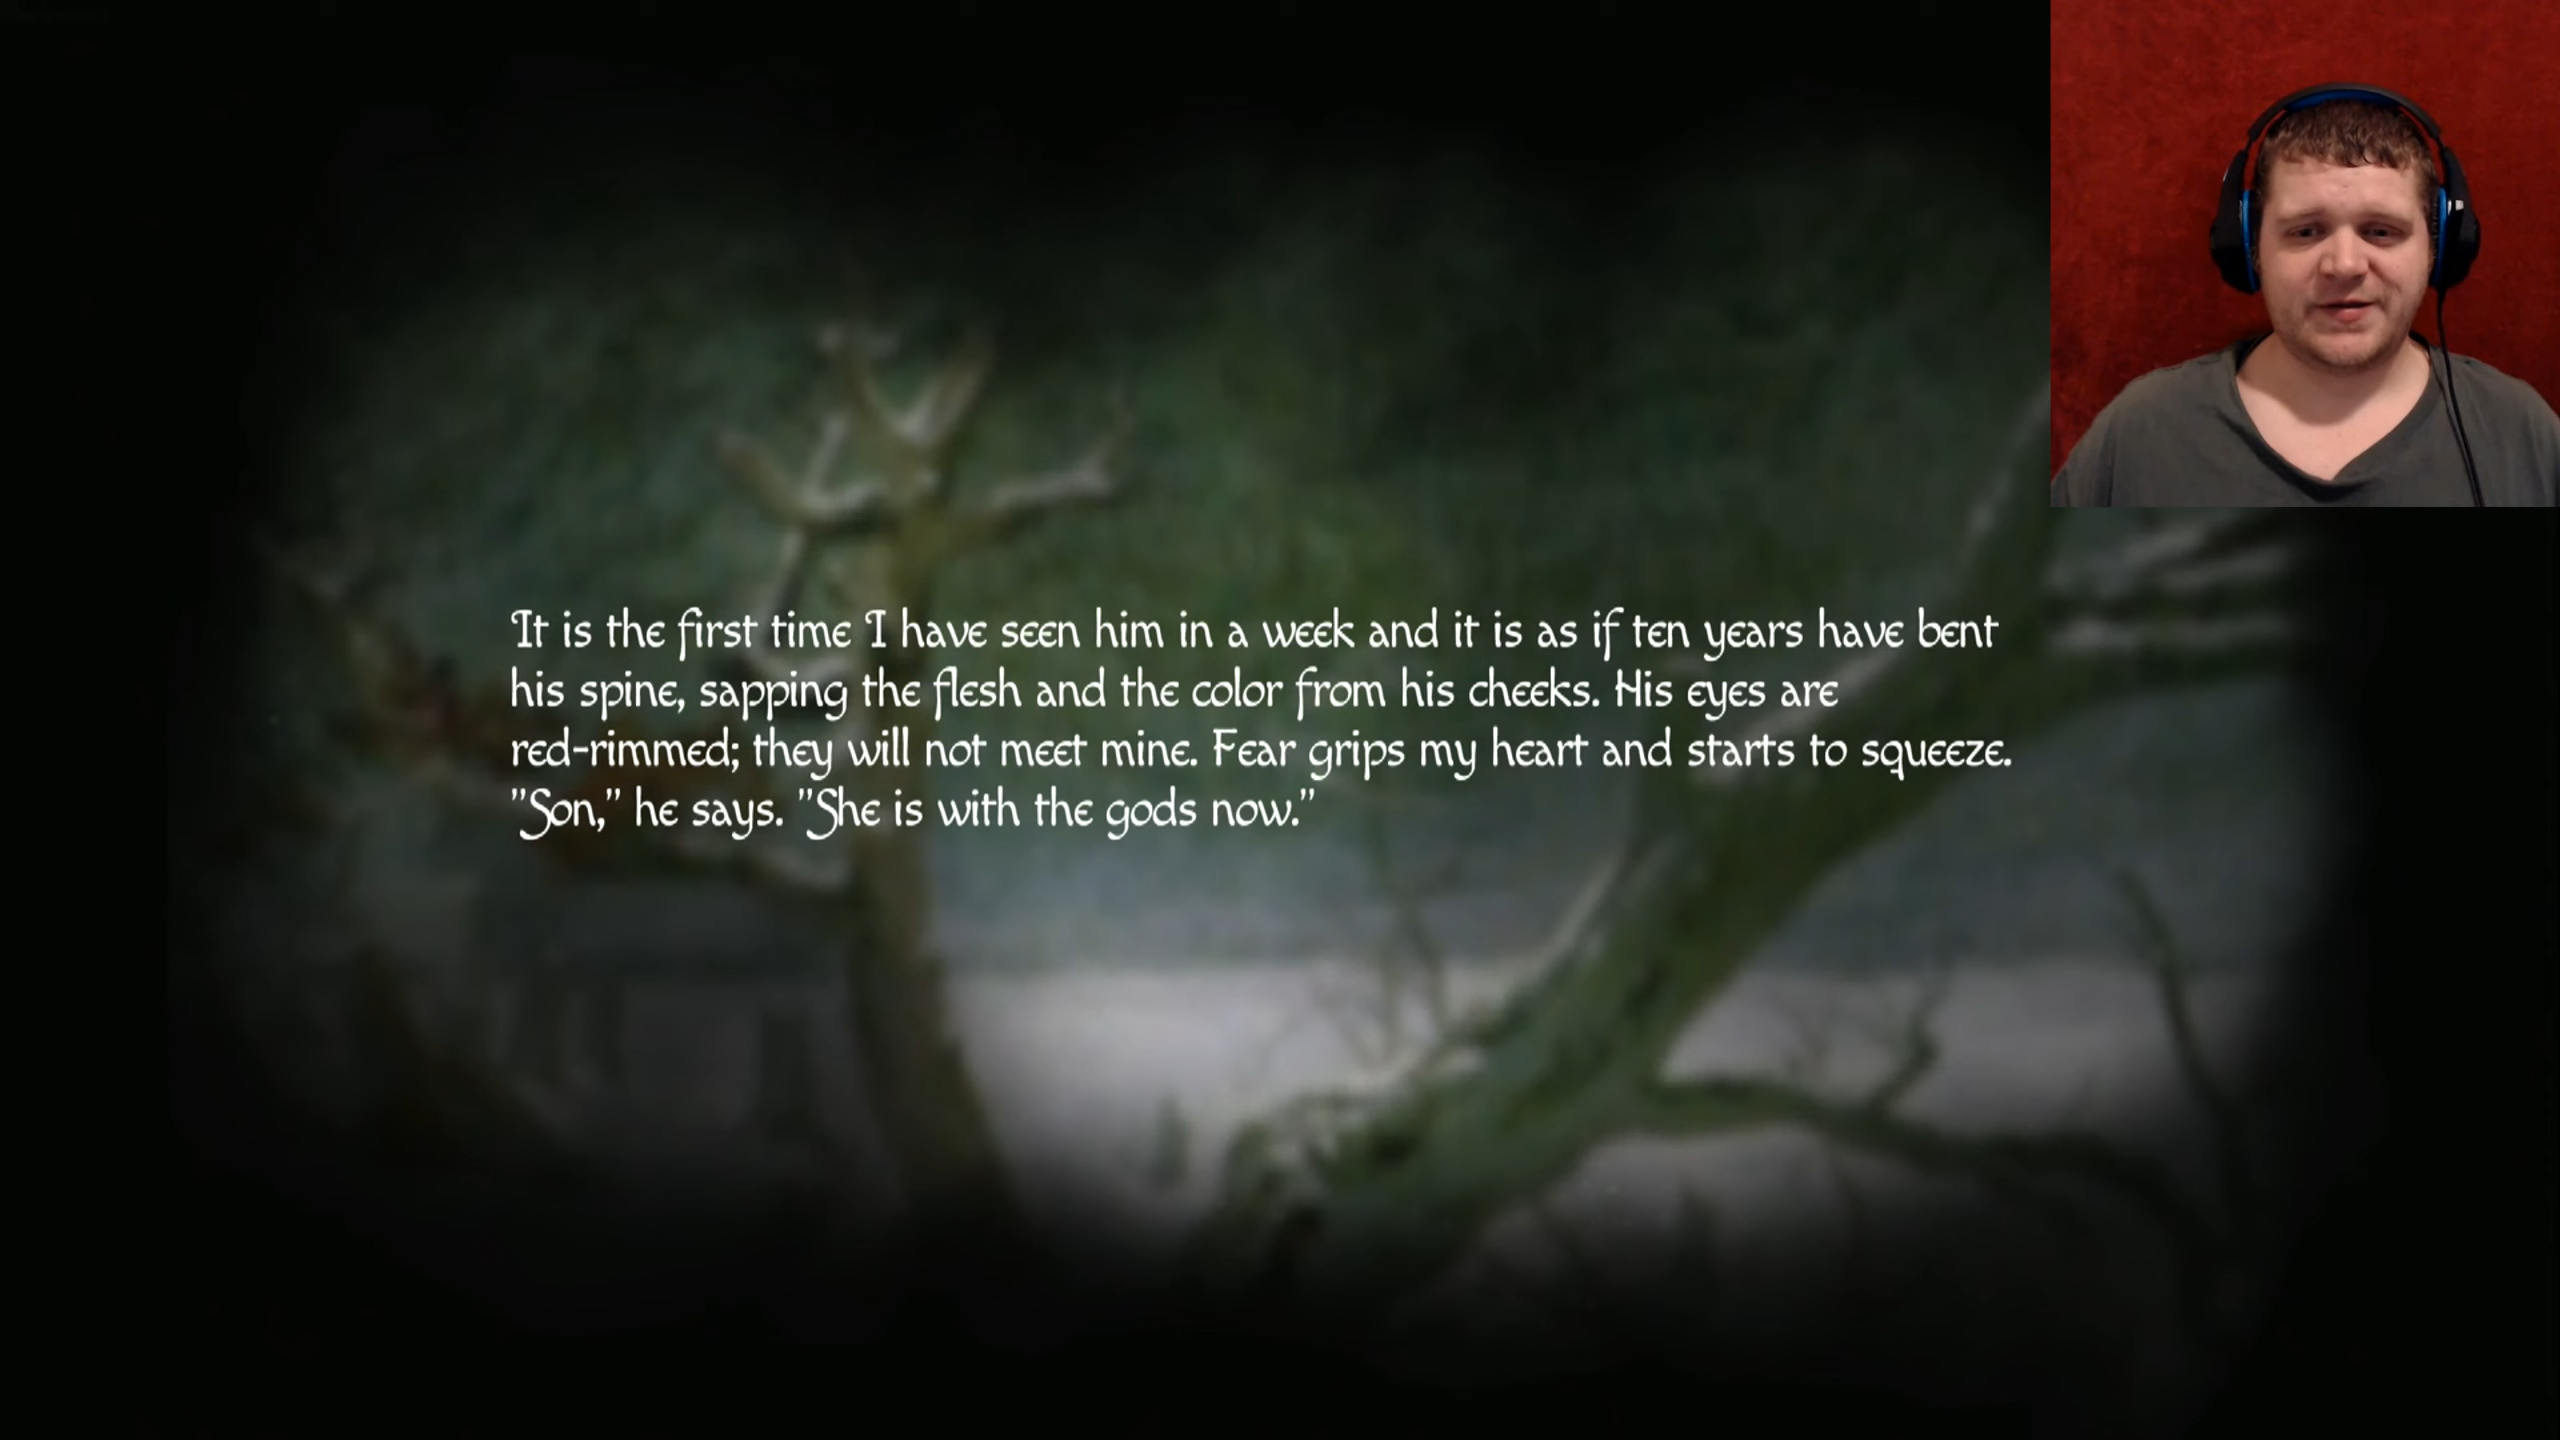 It is the first time I have seen him in a week and it is as if ten years have bent
his spine, sapping the flesh and the color from his cheeks. His eyes are
red-rimmed; they will not meet mine. Fear grips my heart and starts to squeeze.
"Son," he says. "She is with the gods now."